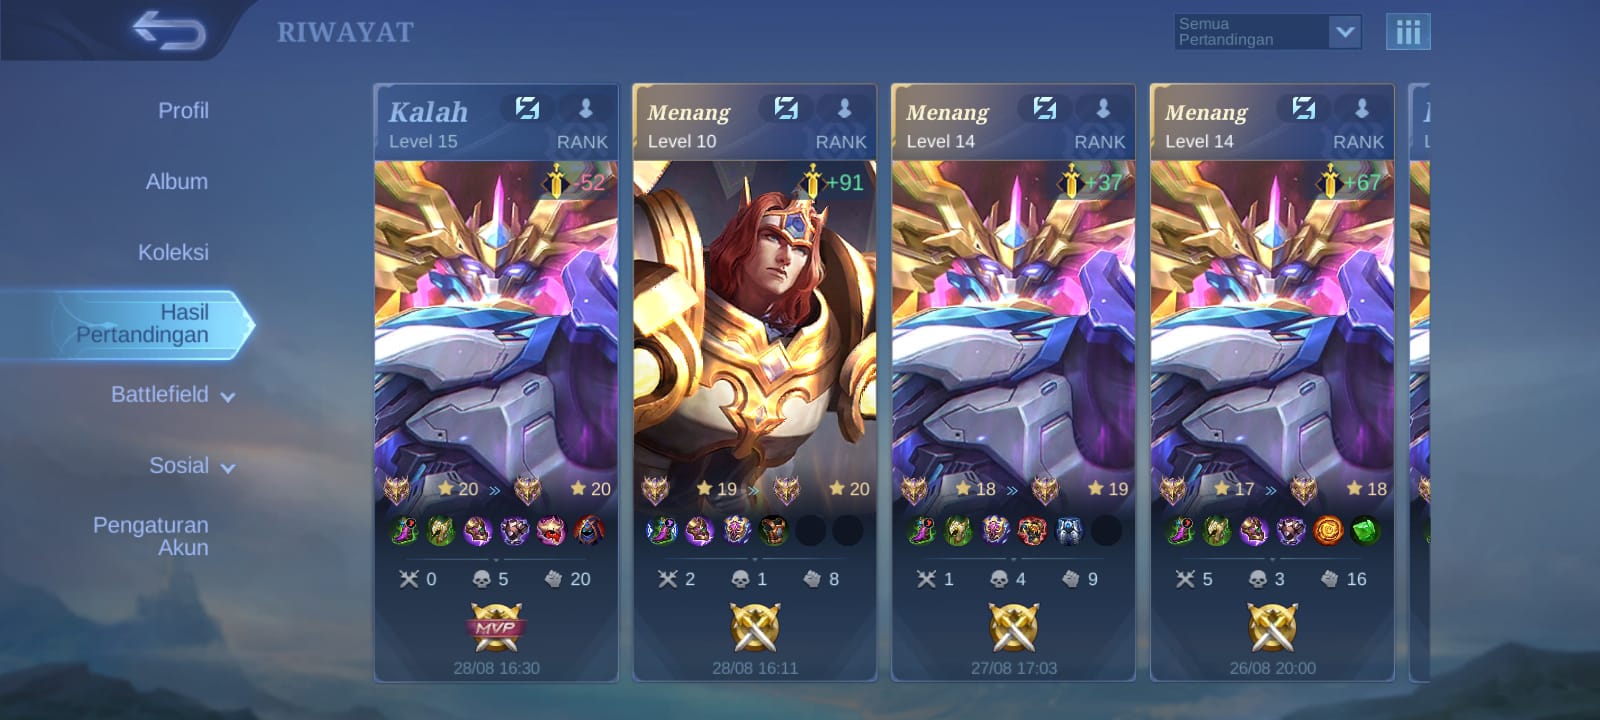 RIWAYAT
Semua
Pertandingan
Profil
Album
Koleksi
Hasil
Pertandingan
Battlefield
Sosial
Pengaturan
Akun
Kalah
Level 15 RANK
-52
20 » 20
0 5 20
MVP
28/08 16:30
Menang
Level 10 RANK
+91
19 » 20
2 1 8
28/08 16:11
Menang
Level 14 RANK
+37
18 » 19
1 4 9
27/08 17:03
Menang
Level 14 RANK
+67
17 » 18
5 3 16
26/08 20:00